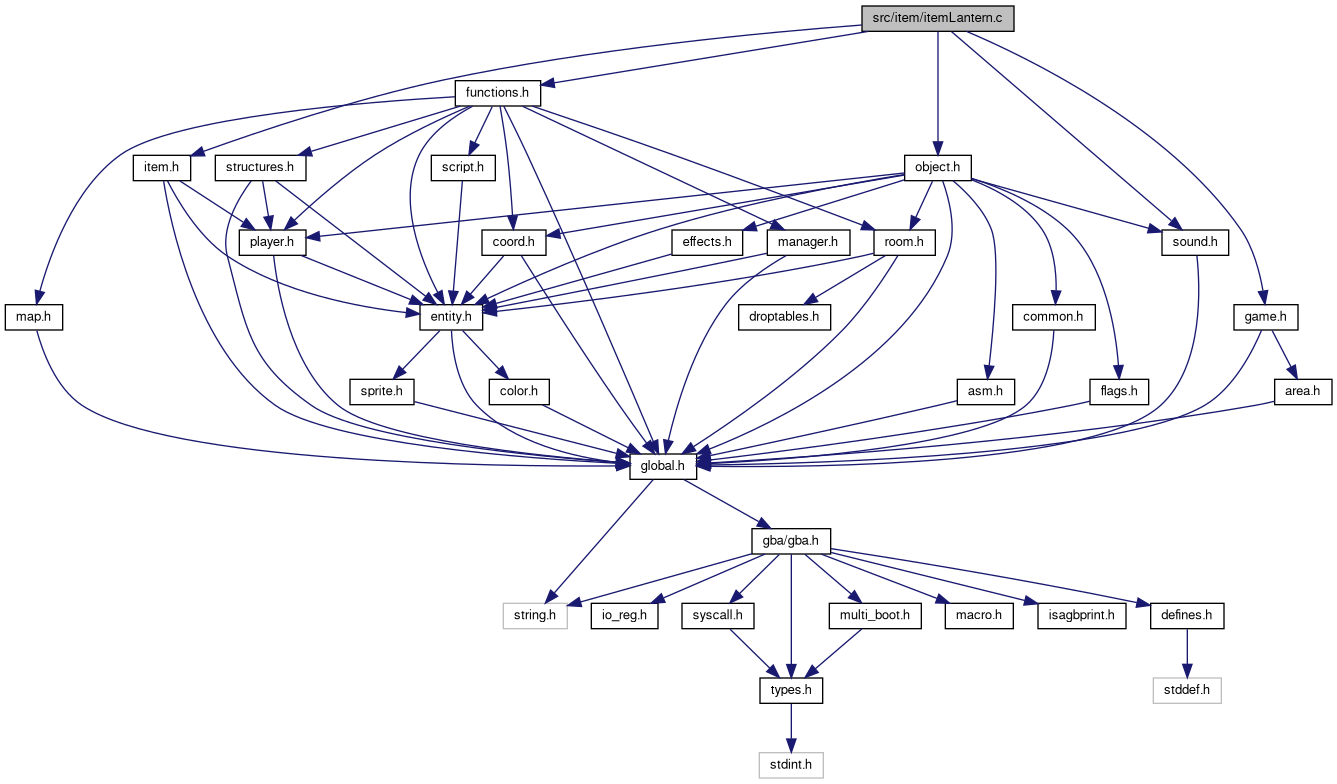 src/item/itemLantern.c
functions.h
item.h
structures.h
script.h
object.h
player.h
coord.h
effects.h
manager.h
room.h
sound.h
map.h
entity.h
droptables.h
common.h
game.h
sprite.h
color.h
asm.h
flags.h
area.h
global.h
gba/gba.h
string.h
io_reg.h
syscall.h
multi_boot.h
macro.h
isagbprint.h
defines.h
types.h
stddef.h
stdint.h